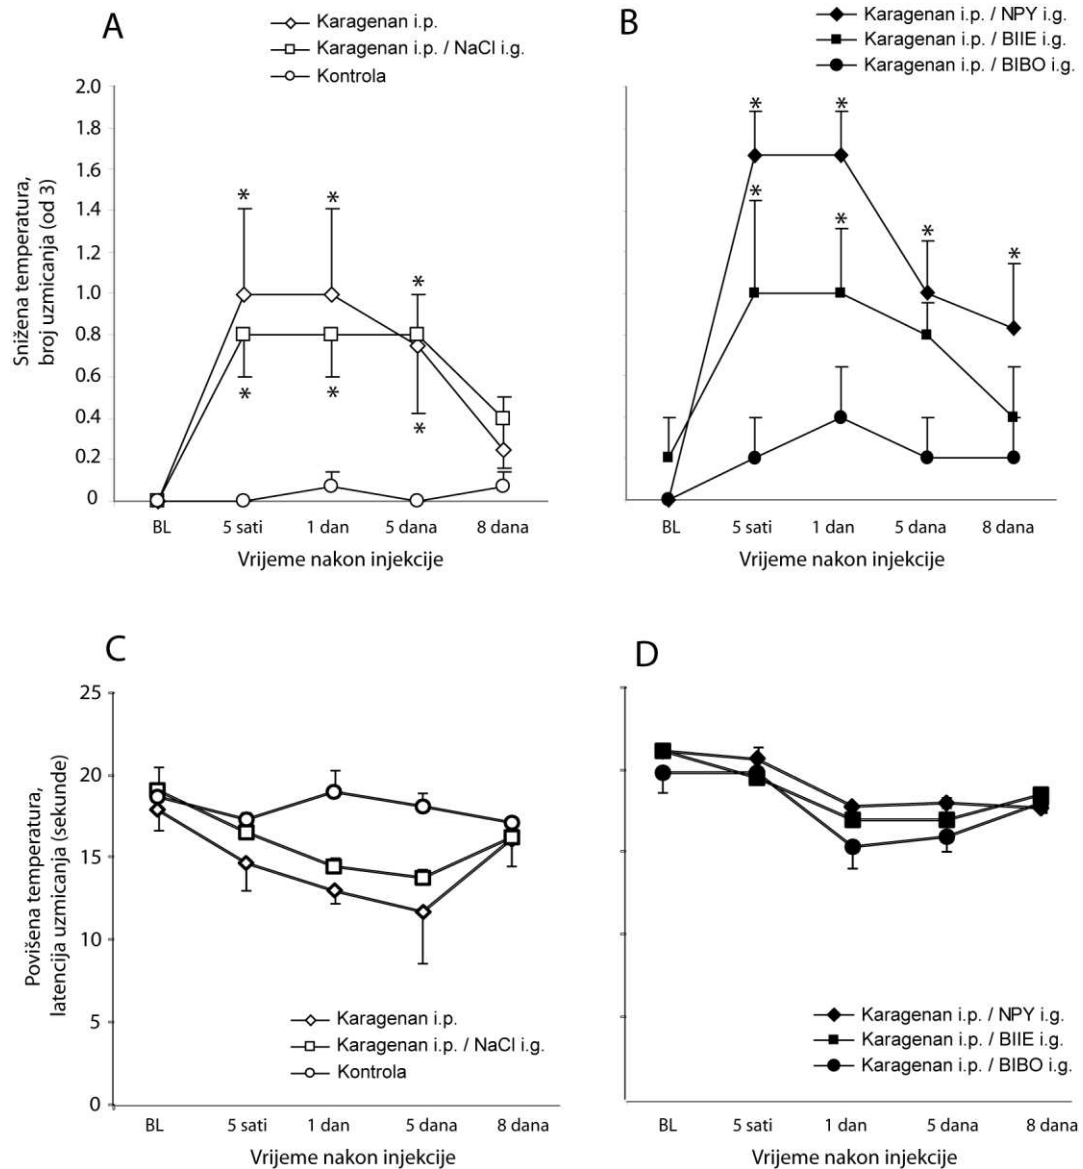 A
Karagenan i.p.
Karagenan i.p. / NaCl i.g.
Kontrola
Snižena temperatura,
broj uzmicanja (od 3)
2.0
1.8
1.6
1.4
1.2
1.0
0.8
0.6
0.4
0.2
0
* * *
* * *
BL 5 sati 1 dan 5 dana 8 dana
Vrijeme nakon injekcije
B
Karagenan i.p. / NPY i.g.
Karagenan i.p. / BIIE i.g.
Karagenan i.p. / BIBO i.g.
* *
* * * *
BL 5 sati 1 dan 5 dana 8 dana
Vrijeme nakon injekcije
C
Povišena temperatura,
latencija uzmicanja (sekunde)
25
20
15
10
5
0
Karagenan i.p.
Karagenan i.p. / NaCl i.g.
Kontrola
BL 5 sati 1 dan 5 dana 8 dana
Vrijeme nakon injekcije
D
Karagenan i.p. / NPY i.g.
Karagenan i.p. / BIIE i.g.
Karagenan i.p. / BIBO i.g.
BL 5 sati 1 dan 5 dana 8 dana
Vrijeme nakon injekcije